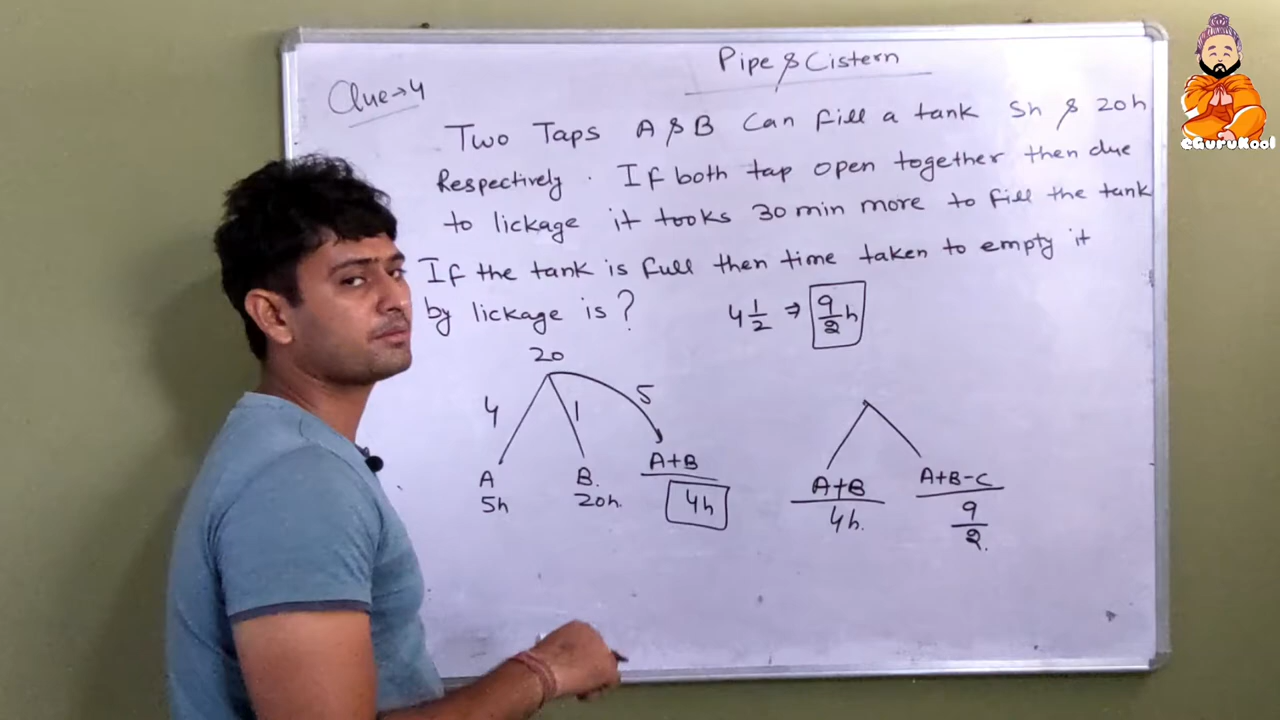 Pipe & Cistern
Clue→4
Two Taps A & B Can fill a tank 5h & 20h
Respectively. If both tap open together then due
to lickage it tooks 30 min more to fill the tank
If the tank is full then time taken to empty it
by lickage is?
4 1/2 ⇒ 9/2 h
20
4 1 5
A B. A+B
5h 20h. 4h
A+B A+B-C
4h. 9/2.
eGuruKool